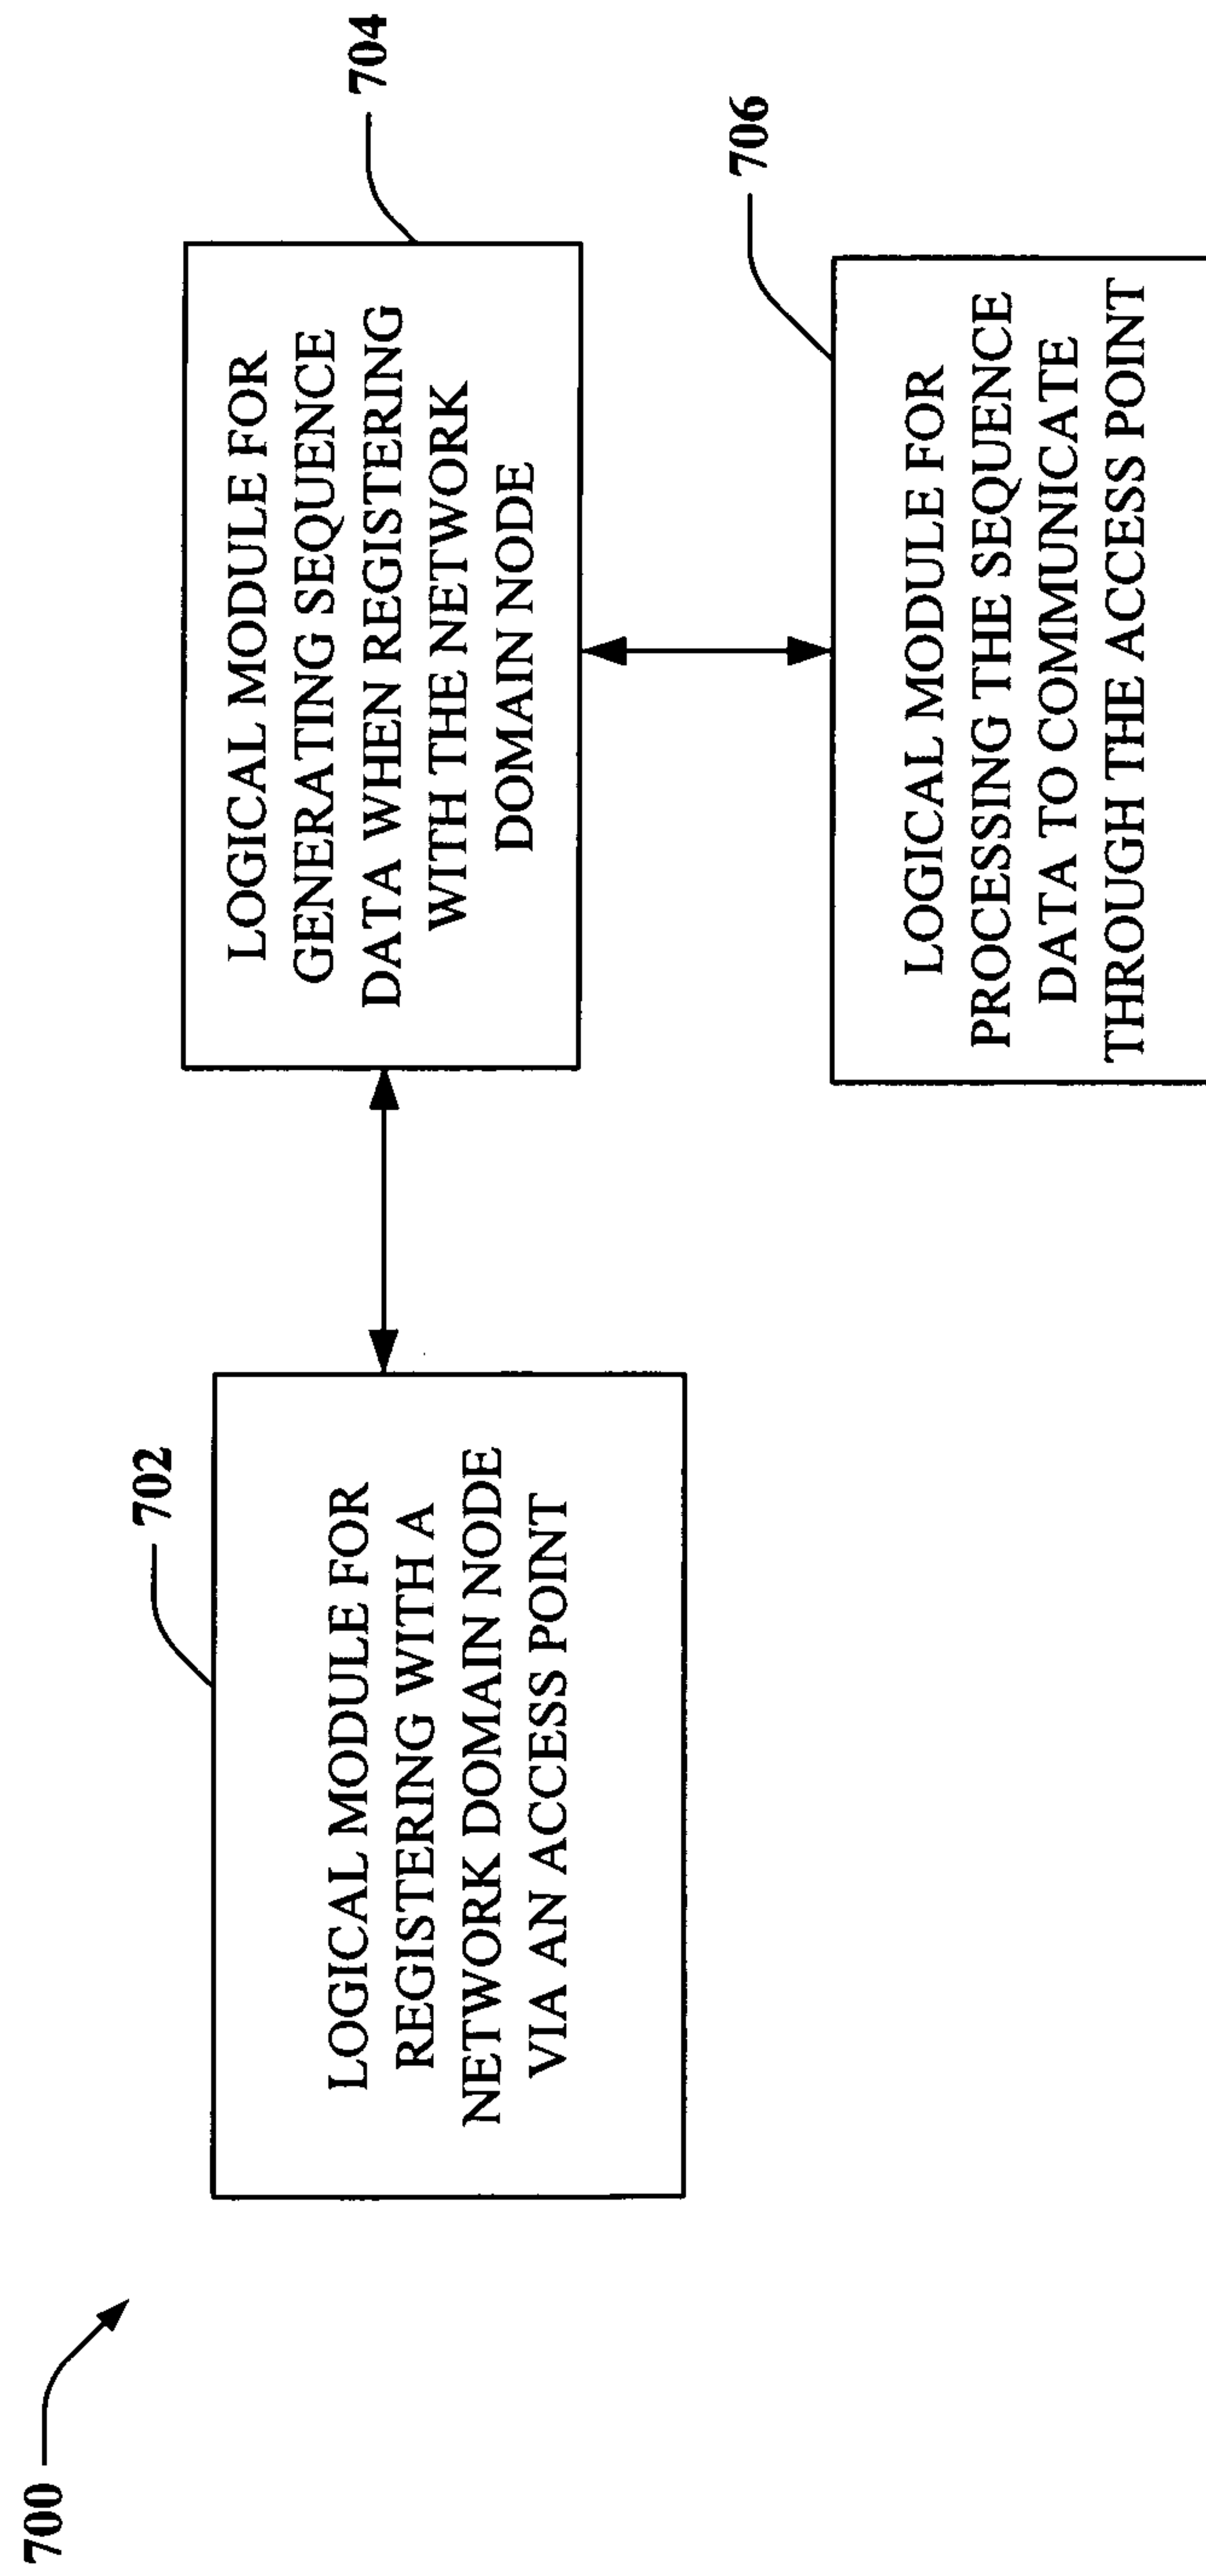 700
702
LOGICAL MODULE FOR
REGISTERING WITH A
NETWORK DOMAIN NODE
VIA AN ACCESS POINT
704
LOGICAL MODULE FOR
GENERATING SEQUENCE
DATA WHEN REGISTERING
WITH THE NETWORK
DOMAIN NODE
706
LOGICAL MODULE FOR
PROCESSING THE SEQUENCE
DATA TO COMMUNICATE
THROUGH THE ACCESS POINT